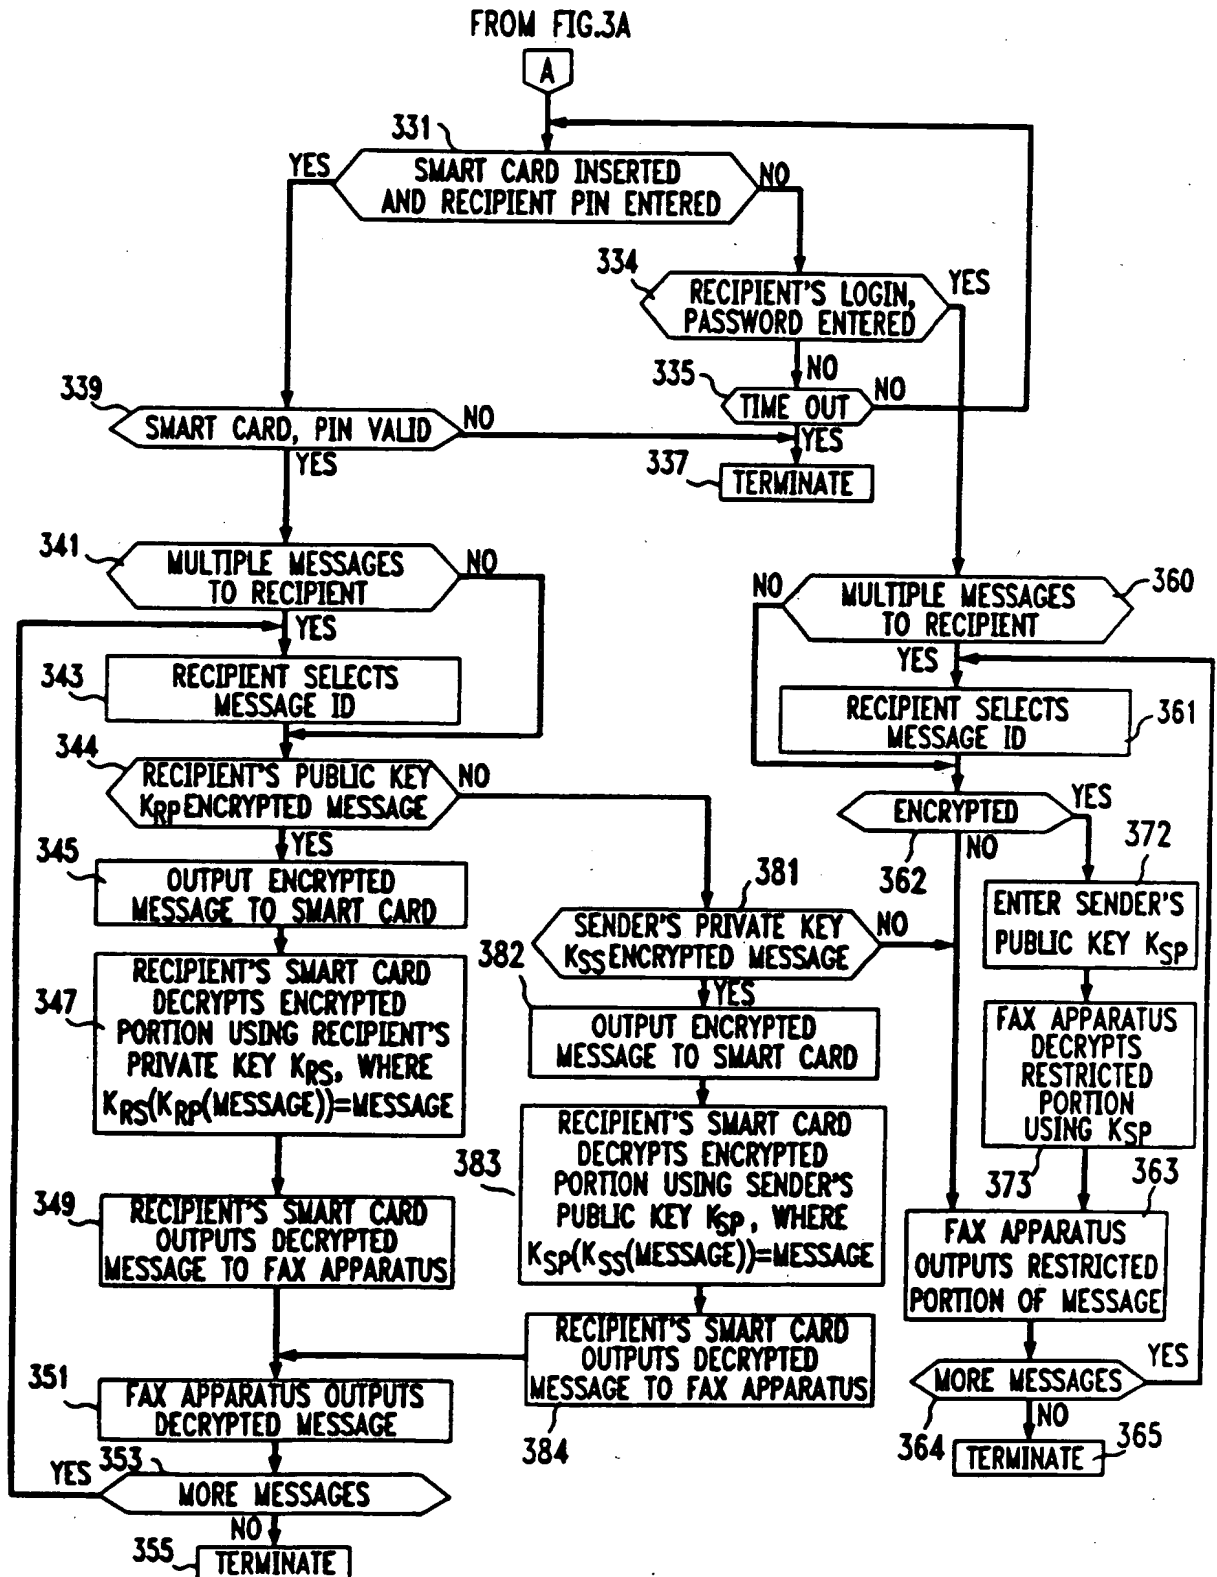 FROM FIG.3A
A
331
YES
SMART CARD INSERTED
AND RECIPIENT PIN ENTERED
NO
334
RECIPIENT'S LOGIN,
PASSWORD ENTERED
YES
NO
335
TIME OUT
NO
YES
337
TERMINATE
339
SMART CARD, PIN VALID
NO
YES
341
MULTIPLE MESSAGES
TO RECIPIENT
NO
YES
343
RECIPIENT SELECTS
MESSAGE ID
344
RECIPIENT'S PUBLIC KEY
KRP ENCRYPTED MESSAGE
NO
YES
345
OUTPUT ENCRYPTED
MESSAGE TO SMART CARD
347
RECIPIENT'S SMART CARD
DECRYPTS ENCRYPTED
PORTION USING RECIPIENT'S
PRIVATE KEY KRS, WHERE
KRS(KRP(MESSAGE))=MESSAGE
349
RECIPIENT'S SMART CARD
OUTPUTS DECRYPTED
MESSAGE TO FAX APPARATUS
351
FAX APPARATUS OUTPUTS
DECRYPTED MESSAGE
353
YES
MORE MESSAGES
NO
355
TERMINATE
381
SENDER'S PRIVATE KEY
KSS ENCRYPTED MESSAGE
NO
YES
382
OUTPUT ENCRYPTED
MESSAGE TO SMART CARD
383
RECIPIENT'S SMART CARD
DECRYPTS ENCRYPTED
PORTION USING SENDER'S
PUBLIC KEY KSP, WHERE
KSP(KSS(MESSAGE))=MESSAGE
RECIPIENT'S SMART CARD
OUTPUTS DECRYPTED
MESSAGE TO FAX APPARATUS
384
360
NO
MULTIPLE MESSAGES
TO RECIPIENT
YES
361
RECIPIENT SELECTS
MESSAGE ID
ENCRYPTED
YES
362
NO
372
ENTER SENDER'S
PUBLIC KEY KSP
FAX APPARATUS
DECRYPTS
RESTRICTED
PORTION
USING KSP
373
363
FAX APPARATUS
OUTPUTS RESTRICTED
PORTION OF MESSAGE
MORE MESSAGES
YES
364
NO
TERMINATE
365